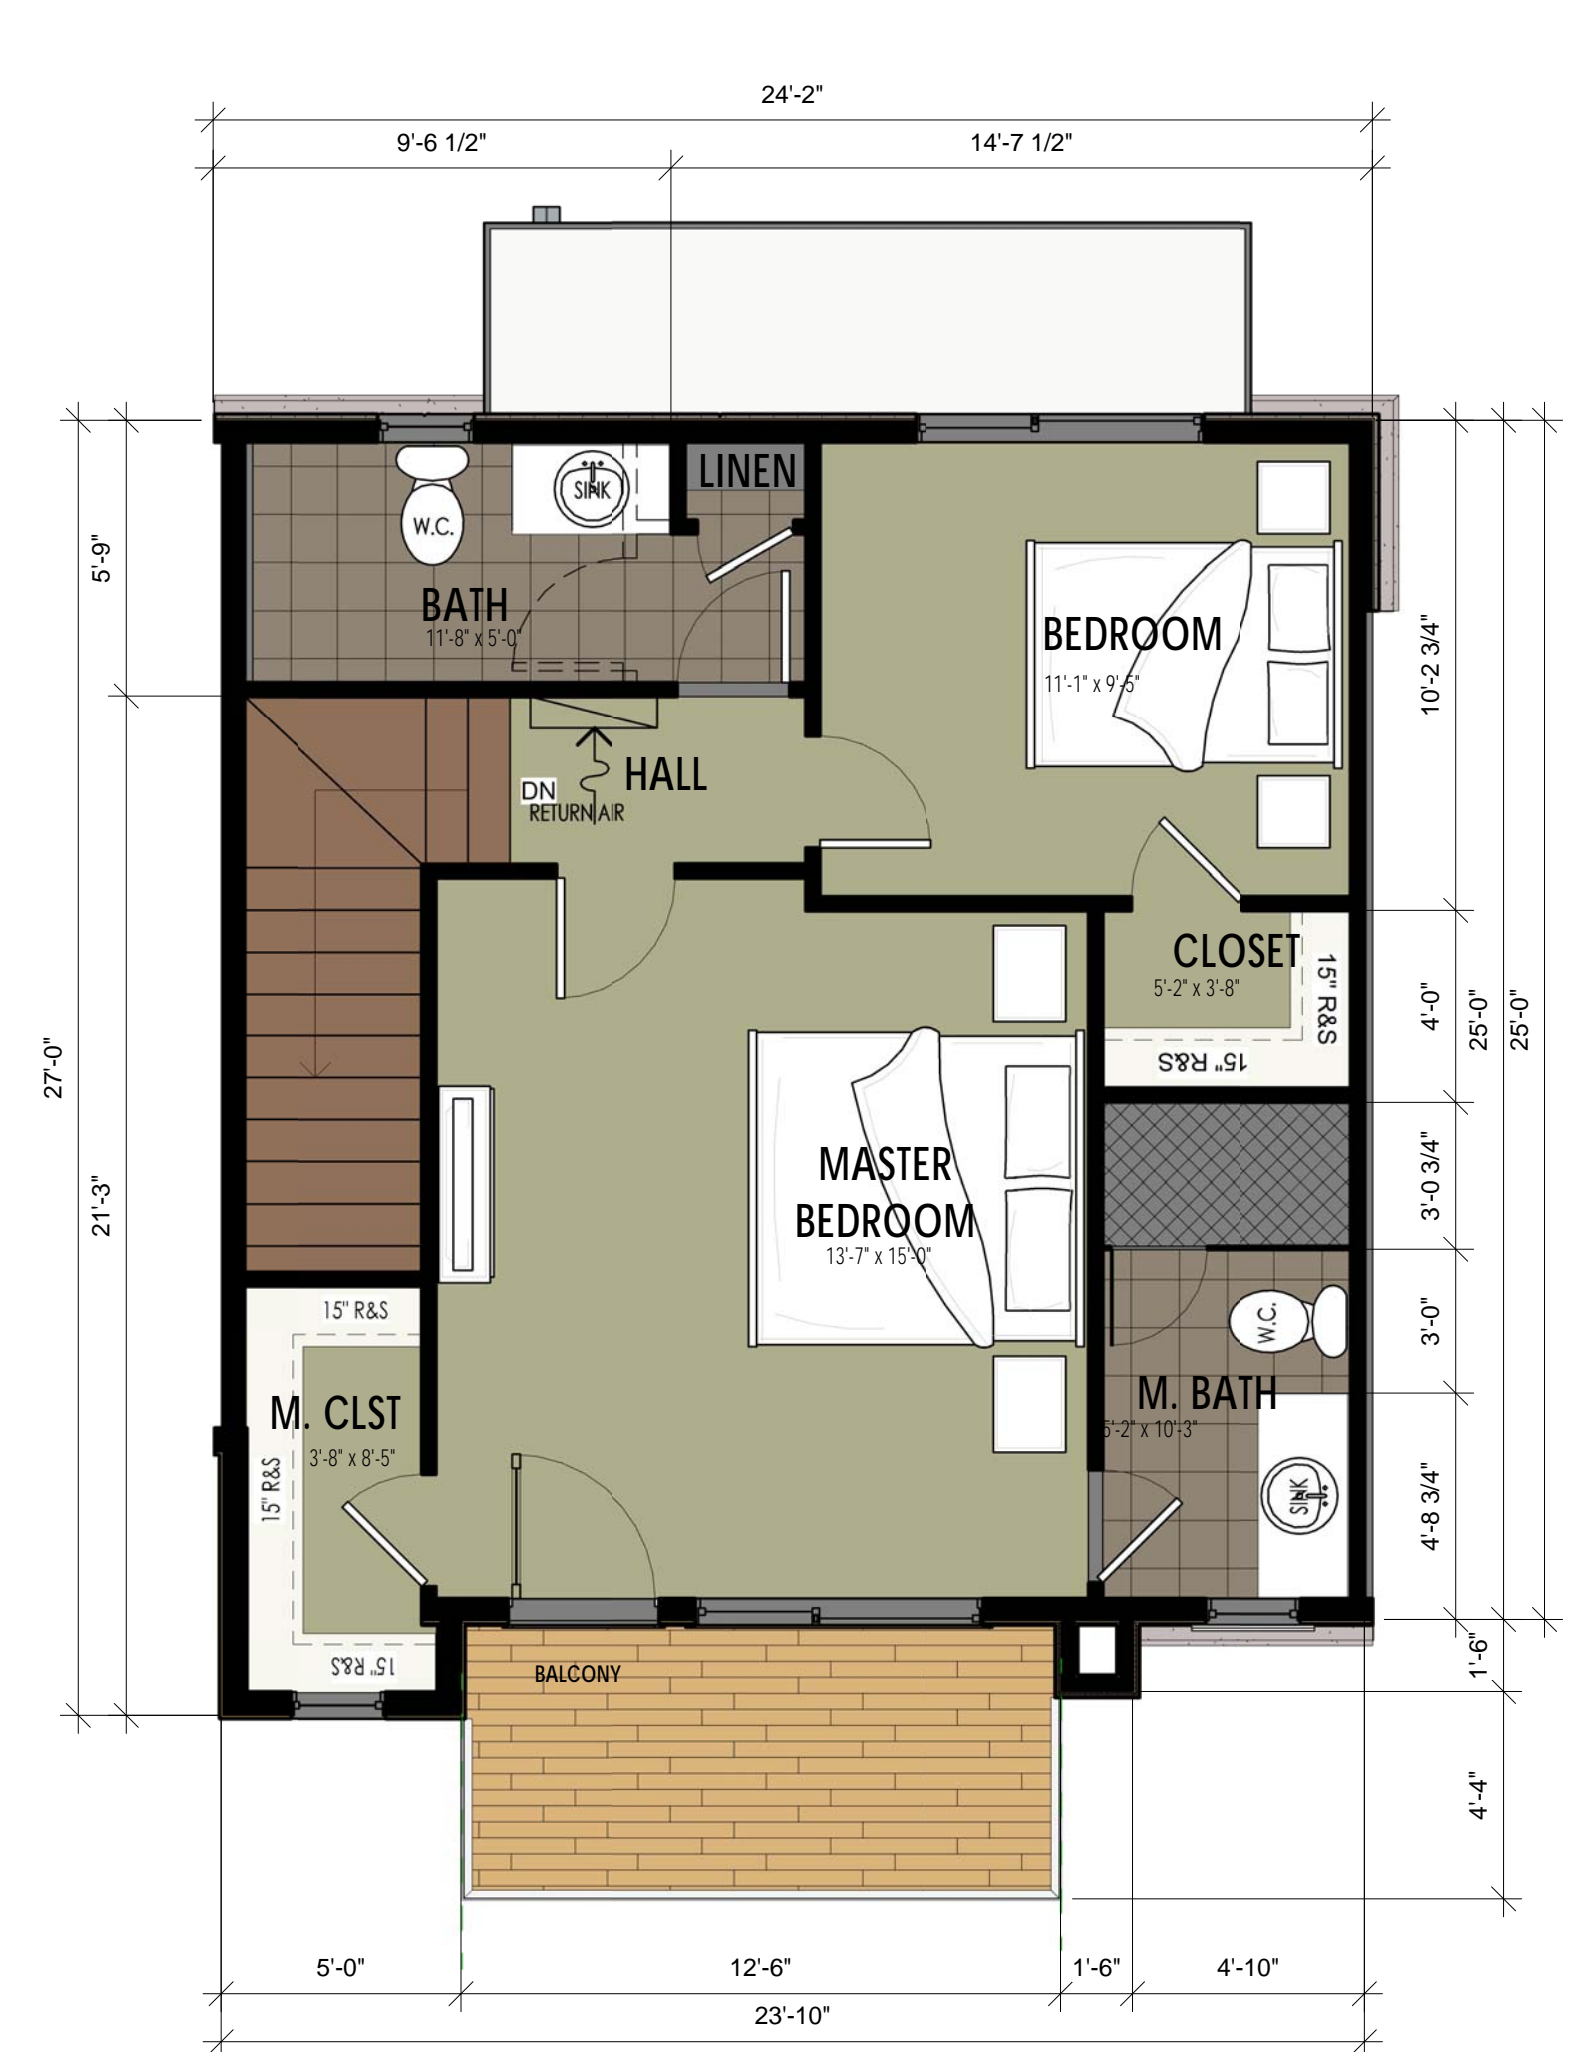 24'-2"
9'-6 1/2"
14'-7 1/2"
LINEN
SINK
W.C.
5'-9"
BATH
11'-8" x 5'-0"
BEDROOM
11'-1" x 9'-5"
10'-2 3/4"
HALL
DN
RETURN AIR
CLOSET
5'-2" x 3'-8"
15" R&S
15" R&S
4'-0"
25'-0"
25'-0"
27'-0"
21'-3"
MASTER
BEDROOM
13'-7" x 15'-0"
3'-0 3/4"
15" R&S
W.C.
3'-0"
M. CLST
3'-8" x 8'-5"
15" R&S
M. BATH
5'-2" x 10'-3"
SINK
4'-8 3/4"
15" R&S
BALCONY
1'-6"
4'-4"
5'-0"
12'-6"
1'-6"
4'-10"
23'-10"